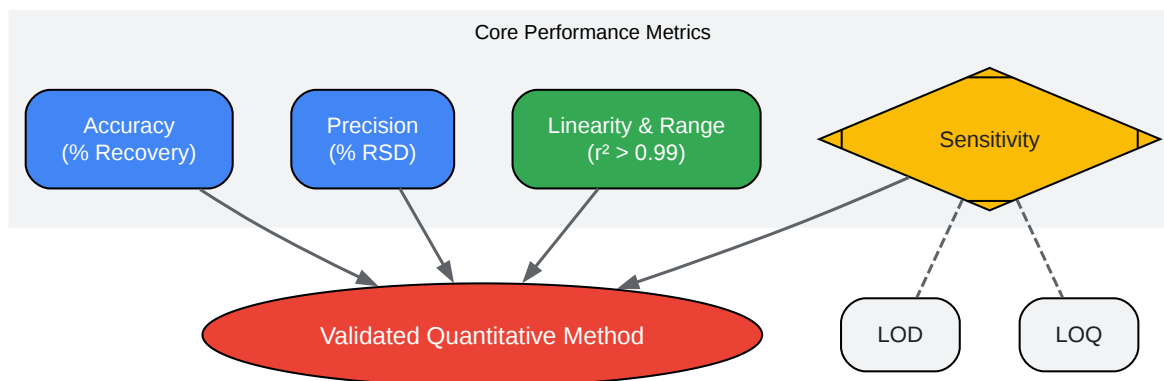 Core Performance Metrics
Accuracy
(% Recovery)
Precision
(% RSD)
Linearity & Range
(r² > 0.99)
Sensitivity
Validated Quantitative Method
LOD
LOQ